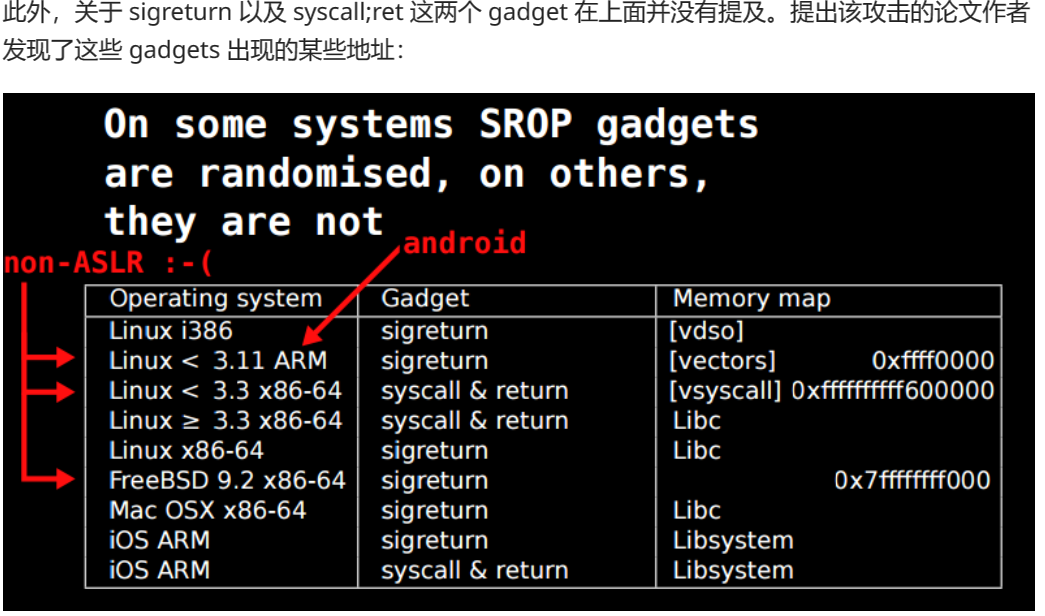 此外，关于 sigreturn 以及 syscall;ret 这两个 gadget 在上面并没有提及。提出该攻击的论文作者
发现了这些 gadgets 出现的某些地址：
On some systems SROP gadgets
are randomised, on others,
they are not
android
non-ASLR :-(
Operating system Gadget Memory map
Linux i386 sigreturn [vdso]
Linux < 3.11 ARM sigreturn [vectors] 0xffff0000
Linux < 3.3 x86-64 syscall & return [vsyscall] 0xffffffffff600000
Linux ≥ 3.3 x86-64 syscall & return Libc
Linux x86-64 sigreturn Libc
FreeBSD 9.2 x86-64 sigreturn 0x7ffffffff000
Mac OSX x86-64 sigreturn Libc
iOS ARM sigreturn Libsystem
iOS ARM syscall & return Libsystem